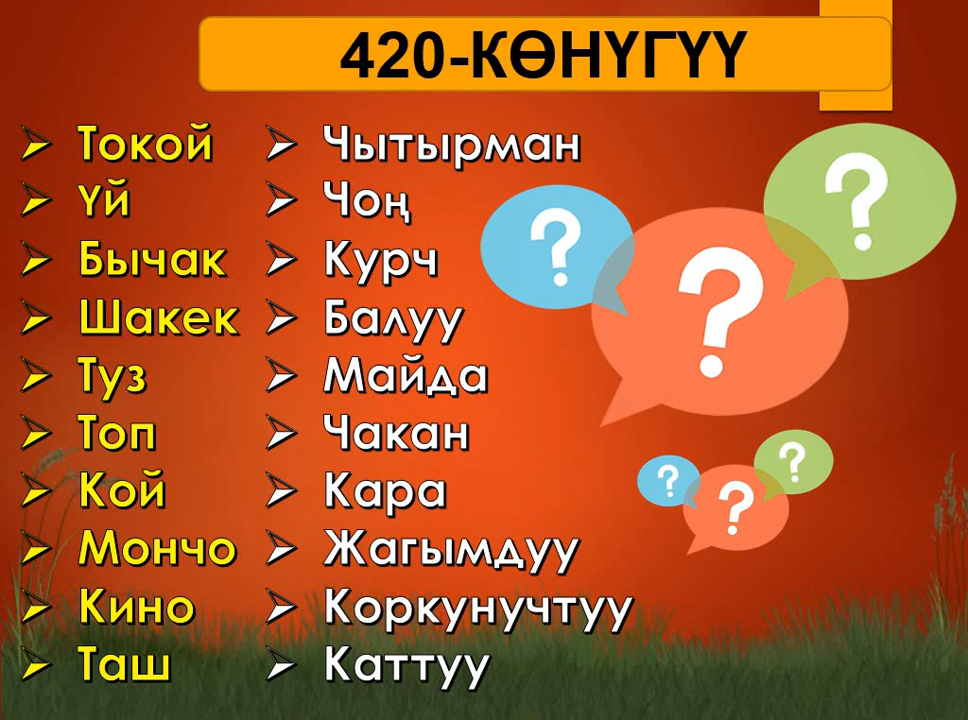 420-КӨНҮГҮҮ
Токой Чытырман
Үй Чоң
Бычак Курч
Шакек Балуу
Туз Майда
Топ Чакан
Кой Кара
Мончо Жагымдуу
Кино Коркунучтуу
Таш Каттуу